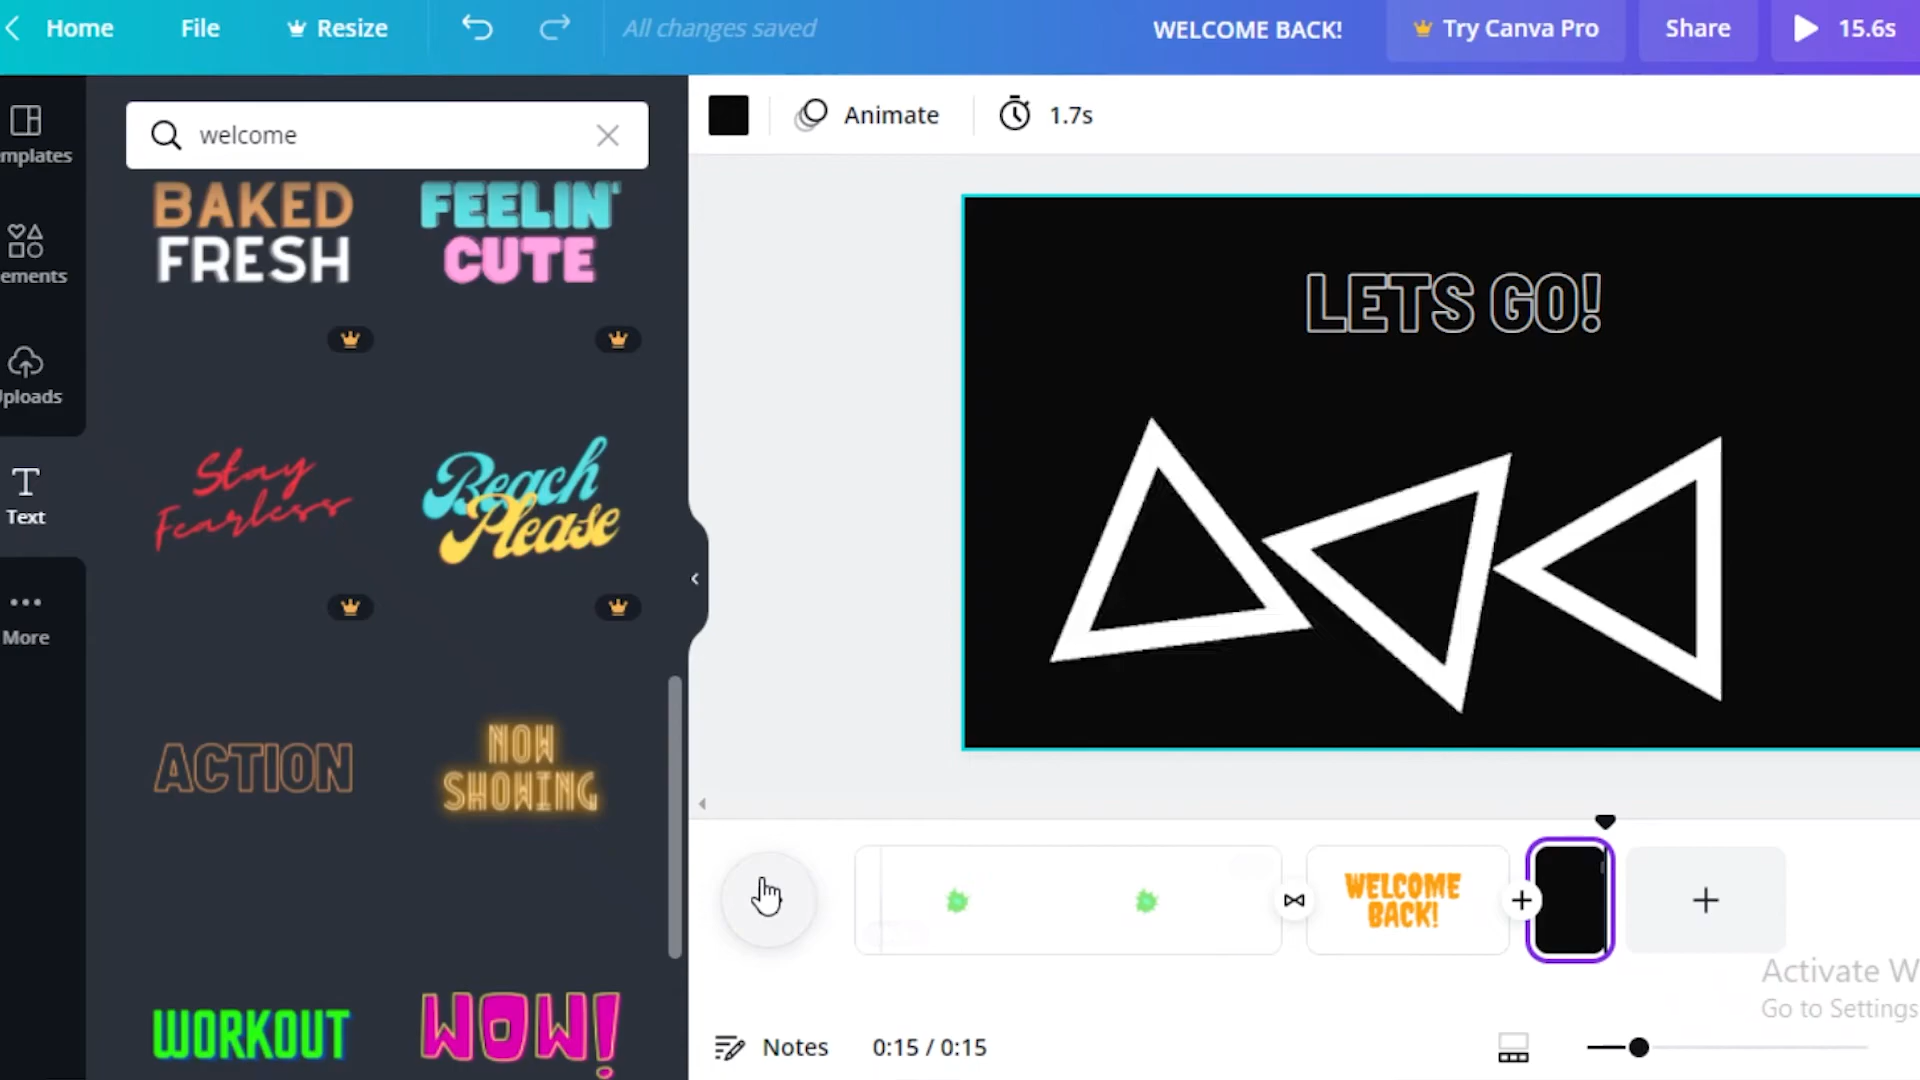 Home File Resize All changes saved WELCOME BACK! Try Canva Pro Share 15.6s
welcome
Animate 1.7s
mplates
ements
Uploads
Text
More
BAKED
FRESH
FEELIN'
CUTE
Stay
Fearless
Beach
Please
ACTION
NOW
SHOWING
WORKOUT
WOW!
LETS GO!
WELCOME
BACK!
Activate W
Go to Settings
Notes 0:15 / 0:15